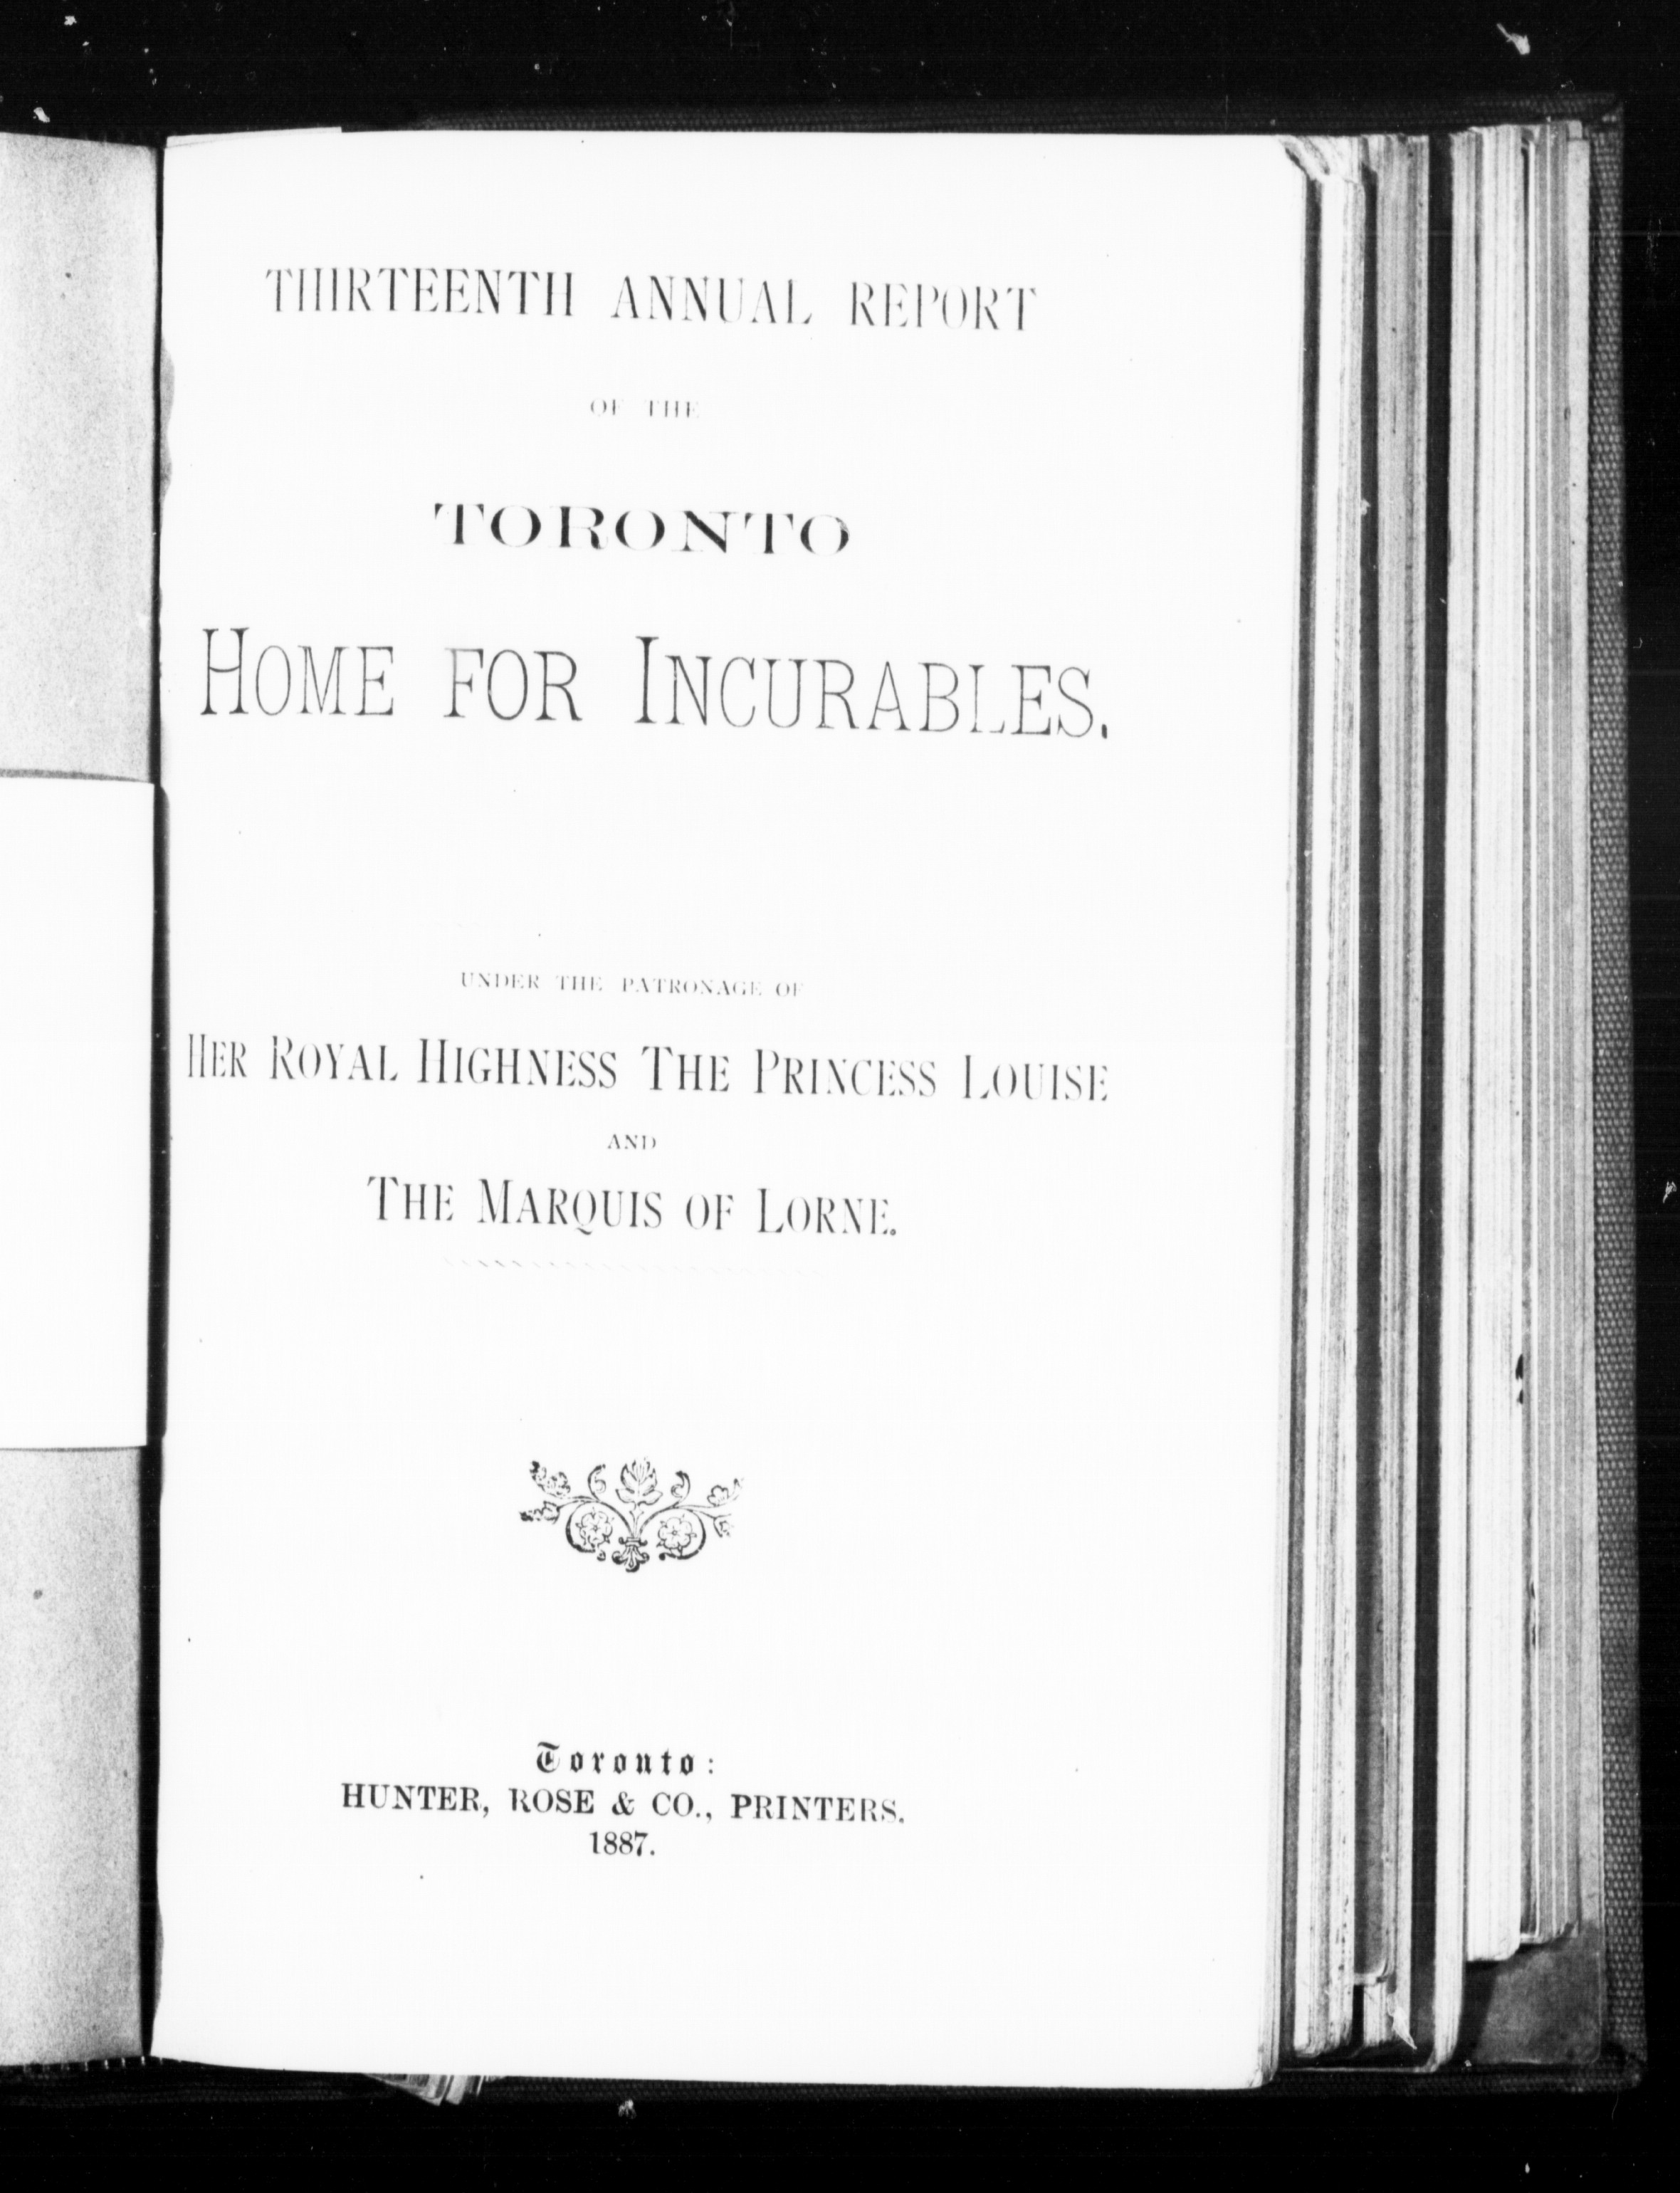 THIRTEENTH ANNUAL REPORT
OF THE
TORONTO
HOME FOR INCURABLES.
UNDER THE PATRONAGE OF
HER ROYAL HIGHNESS THE PRINCESS LOUISE
AND
THE MARQUIS OF LORNE.
Toronto:
HUNTER, ROSE & CO., PRINTERS.
1887.